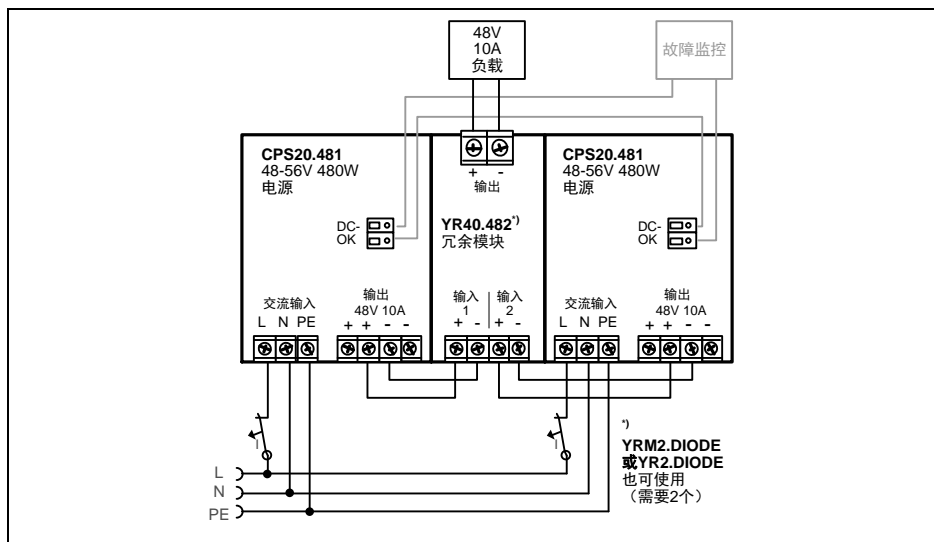 48V
10A
负载
故障监控
CPS20.481
48-56V 480W
电源
DC-
OK
交流输入
L N PE
输出
48V 10A
+ + - -
+ -
输出
YR40.482*)
冗余模块
输入
1
+ -
输入
2
+ -
CPS20.481
48-56V 480W
电源
DC-
OK
交流输入
L N PE
输出
48V 10A
+ + - -
I
I
L
N
PE
*)
YRM2.DIODE
或YR2.DIODE
也可使用
（需要2个）